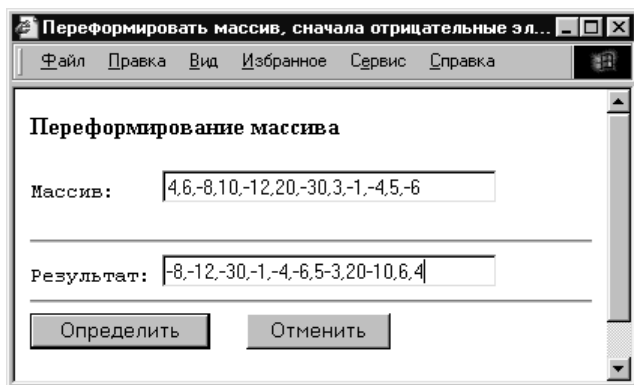 Переформировать массив, сначала отрицательные эл...
Файл Правка Вид Избранное Сервис Справка
Переформирование массива
Массив: 4,6,-8,10,-12,20,-30,3,-1,-4,5,-6
Результат: -8,-12,-30,-1,-4,-6,5-3,20-10,6,4
Определить Отменить